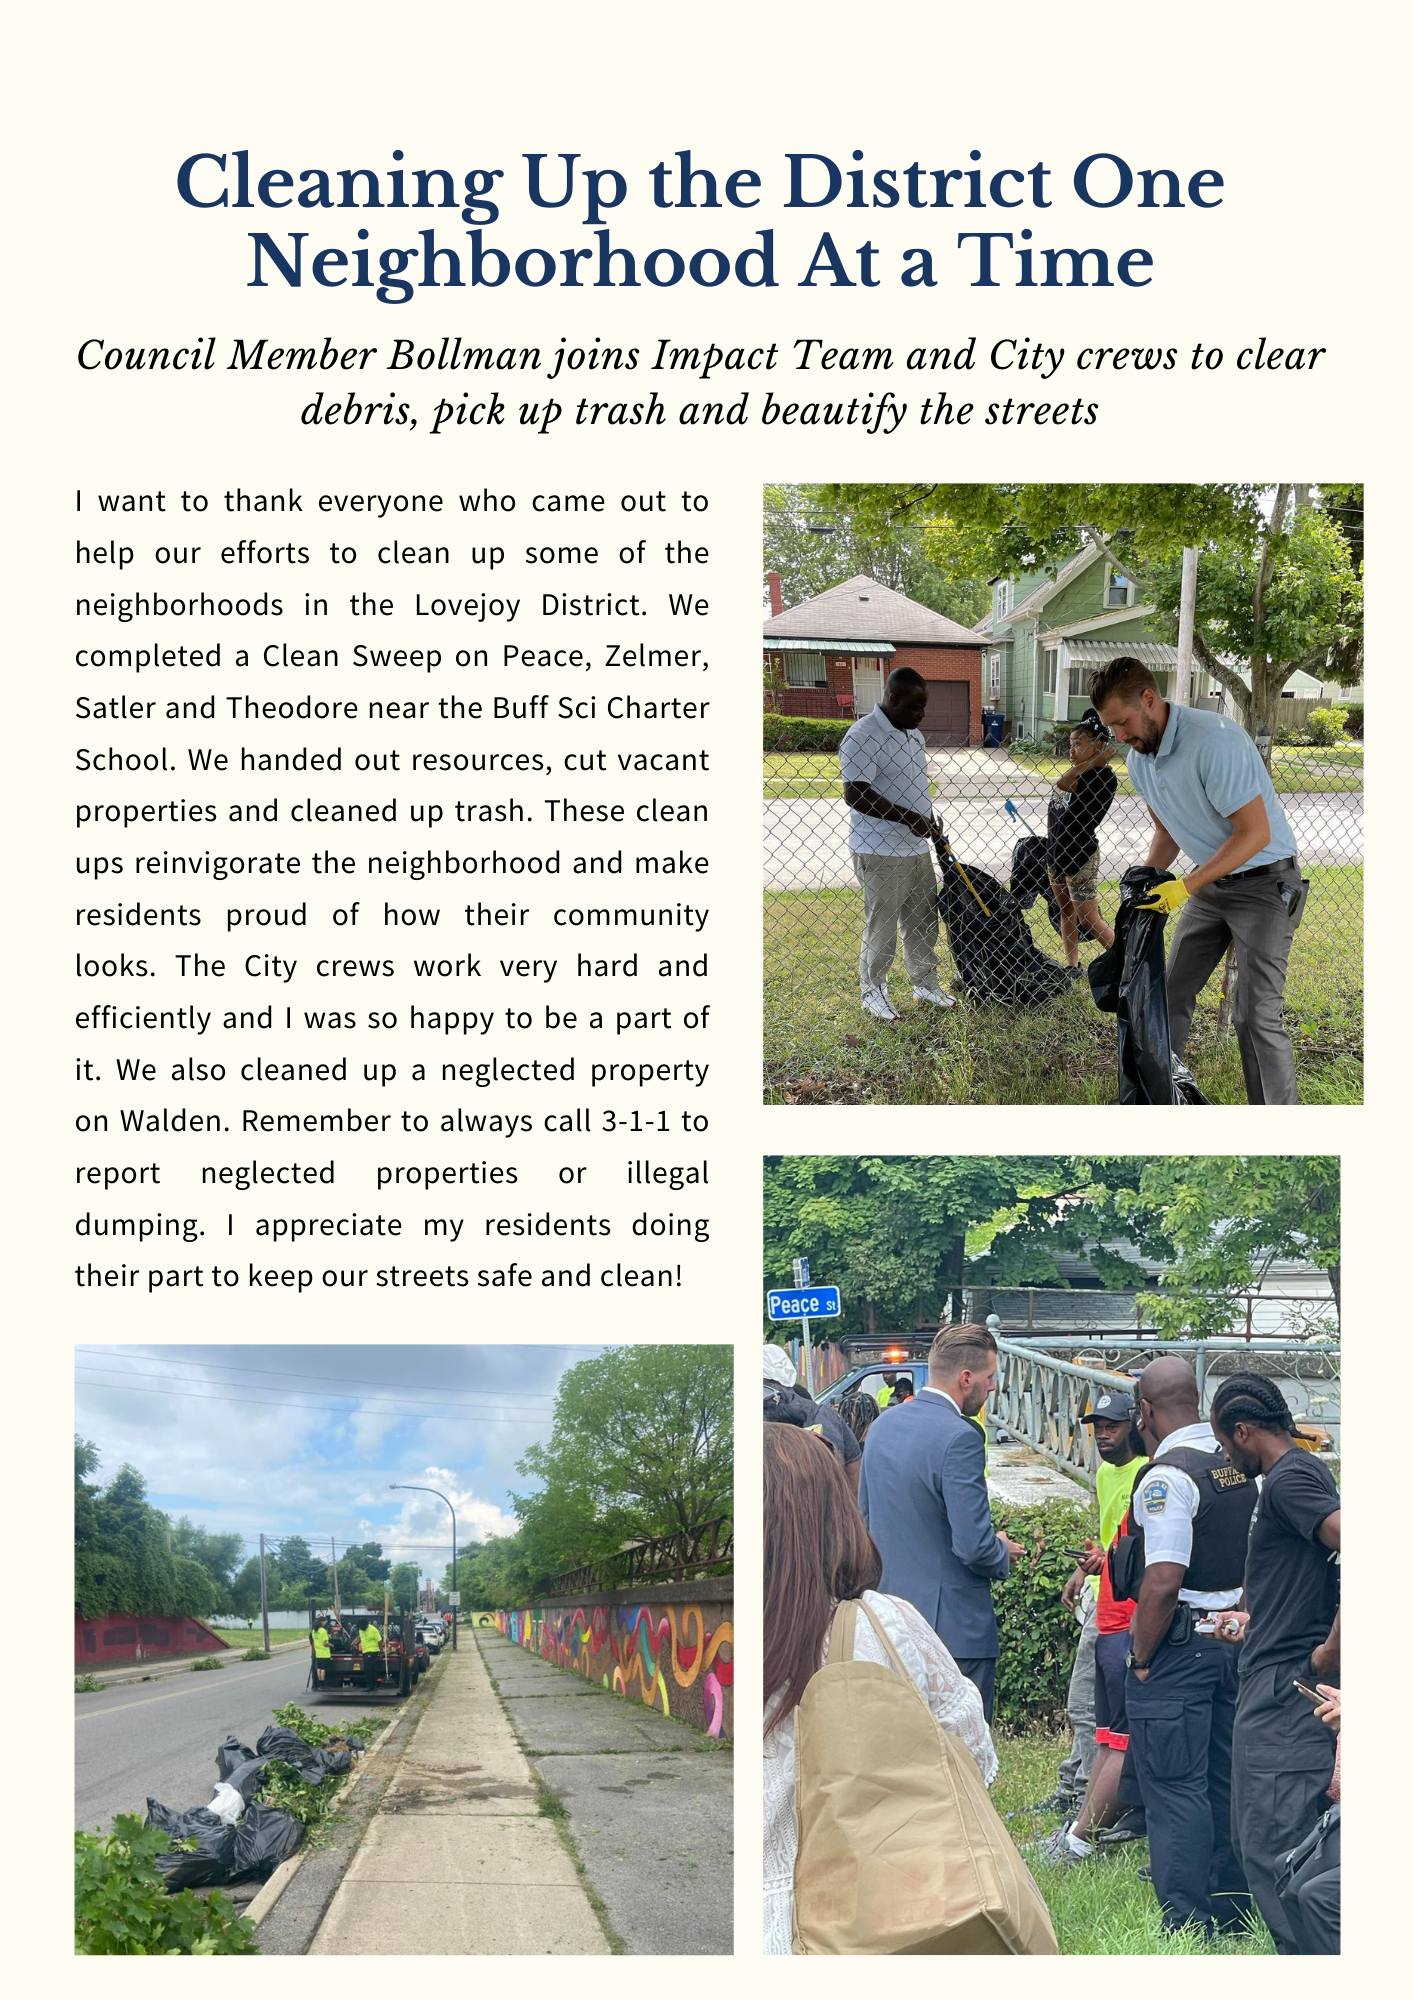 Cleaning Up the District One
Neighborhood At a Time
Council Member Bollman joins Impact Team and City crews to clear
debris, pick up trash and beautify the streets
I want to thank everyone who came out to
help our efforts to clean up some of the
neighborhoods in the Lovejoy District. We
completed a Clean Sweep on Peace, Zelmer,
Satler and Theodore near the Buff Sci Charter
School. We handed out resources, cut vacant
properties and cleaned up trash. These clean
ups reinvigorate the neighborhood and make
residents proud of how their community
looks. The City crews work very hard and
efficiently and I was so happy to be a part of
it. We also cleaned up a neglected property
on Walden. Remember to always call 3-1-1 to
report neglected properties or illegal
dumping. I appreciate my residents doing
their part to keep our streets safe and clean!
Peace St
POLICE